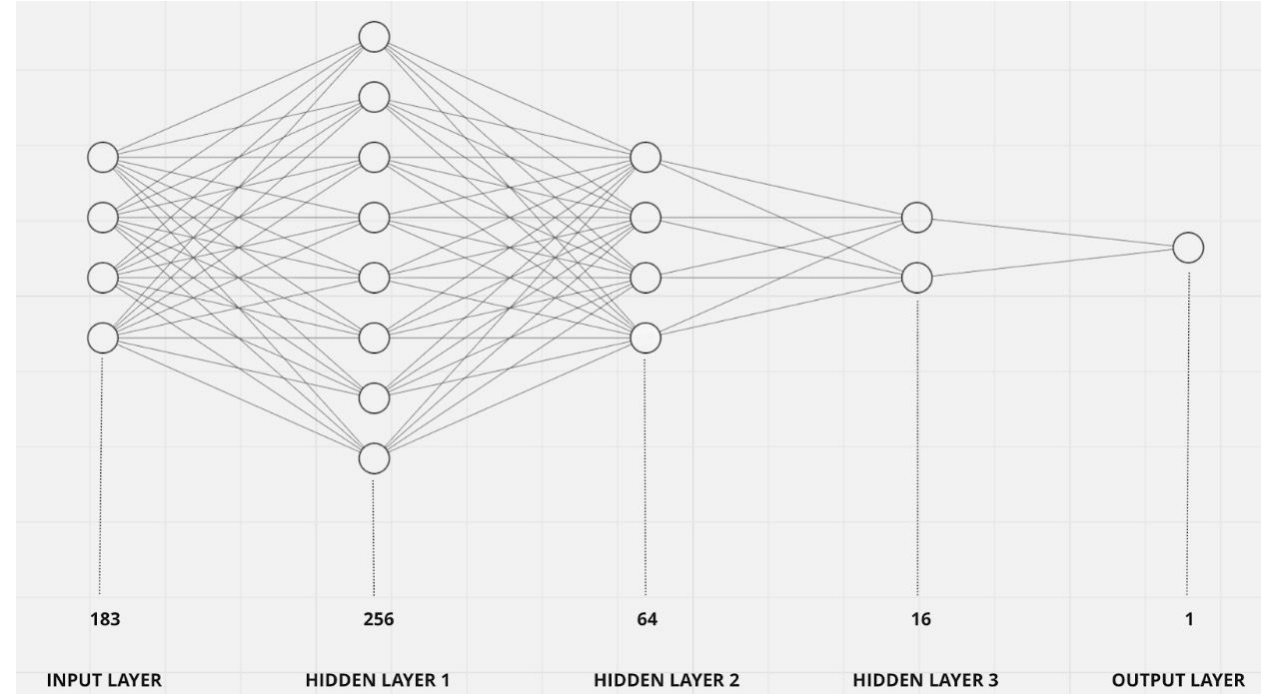 183 256 64 16 1
INPUT LAYER HIDDEN LAYER 1 HIDDEN LAYER 2 HIDDEN LAYER 3 OUTPUT LAYER